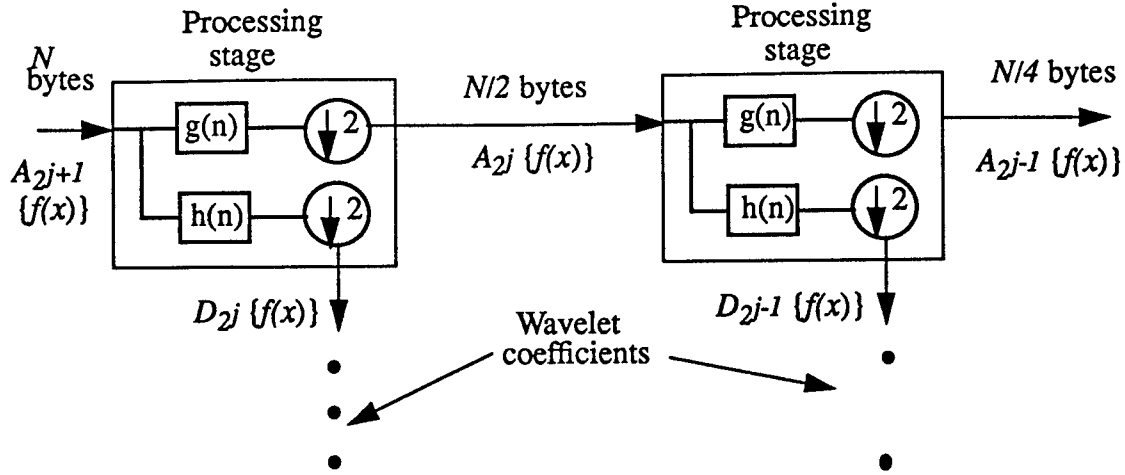 Processing
stage
Processing
stage
N
bytes
N/2 bytes
N/4 bytes
g(n)
2
g(n)
2
A2j+1
{f(x)}
A2j {f(x)}
A2j-1 {f(x)}
h(n)
2
h(n)
2
D2j {f(x)}
D2j-1 {f(x)}
Wavelet
coefficients